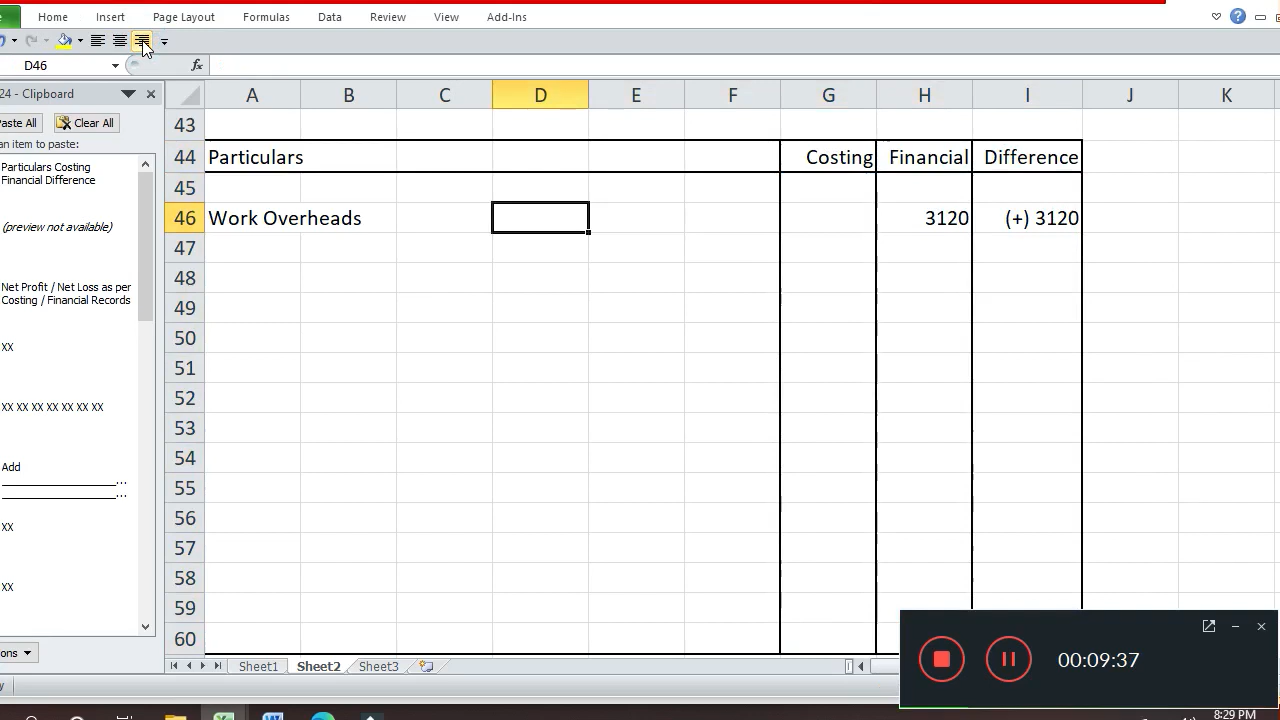 Home Insert Page Layout Formulas Data Review View Add-Ins
D46 fx
24 - Clipboard
A B C D E F G H I J K
Paste All Clear All
an item to paste:
Particulars Costing
Financial Difference
(preview not available)
Net Profit / Net Loss as per
Costing / Financial Records
XX
XX XX XX XX XX XX XX
Add
XX
XX
ons
43
44 Particulars Costing Financial Difference
45
46 Work Overheads 3120 (+) 3120
47
48
49
50
51
52
53
54
55
56
57
58
59
60
Sheet1 Sheet2 Sheet3
00:09:37
8:29 PM